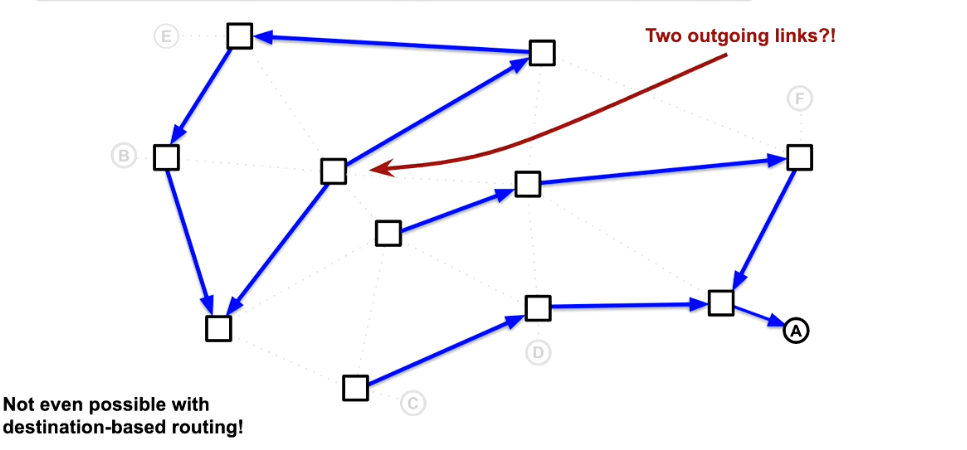 Two outgoing links?!
E
F
B
A
D
C
Not even possible with
destination-based routing!